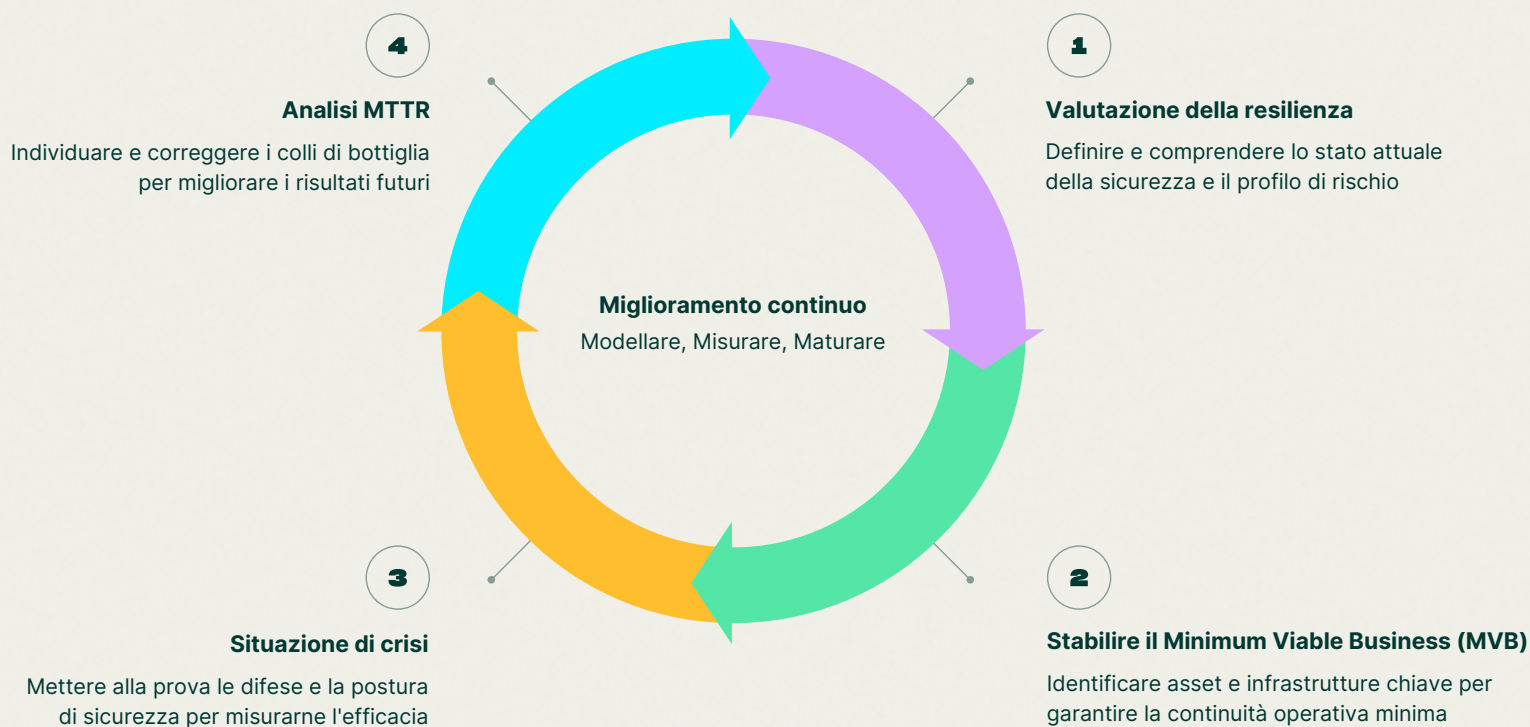 4
Analisi MTTR
Individuare e correggere i colli di bottiglia
per migliorare i risultati futuri
1
Valutazione della resilienza
Definire e comprendere lo stato attuale
della sicurezza e il profilo di rischio
Miglioramento continuo
Modellare, Misurare, Maturare
3
Situazione di crisi
Mettere alla prova le difese e la postura
di sicurezza per misurarne l'efficacia
2
Stabilire il Minimum Viable Business (MVB)
Identificare asset e infrastrutture chiave per
garantire la continuità operativa minima